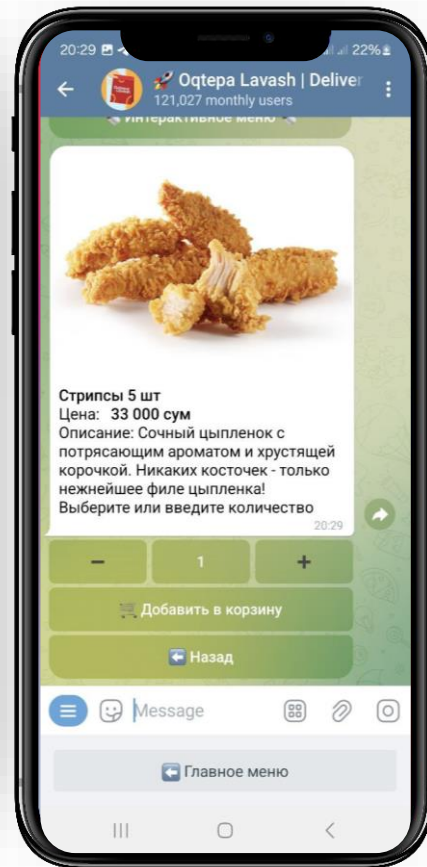 20:29
22%
🚀 Oqtepa Lavash | Deliver
121,027 monthly users
Интерактивное меню
Стрипсы 5 шт
Цена: 33 000 сум
Описание: Сочный цыпленок с
потрясающим ароматом и хрустящей
корочкой. Никаких косточек - только
нежнейшее филе цыпленка!
Выберите или введите количество
20:29
− 1 +
🛒 Добавить в корзину
⬅️ Назад
Message
⬅️ Главное меню